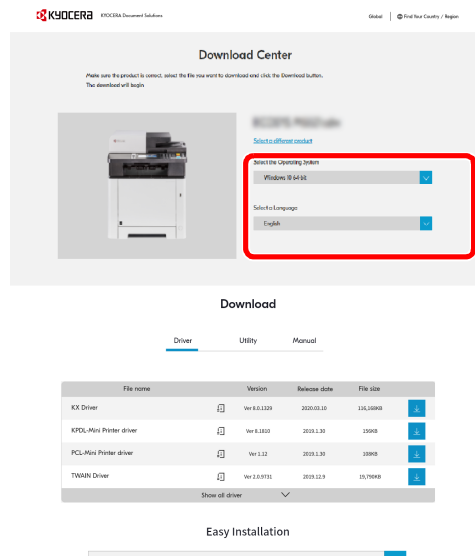 KYOCERA KYOCERA Document Solutions
Global Find Your Country / Region
Download Center
Make sure the product is correct, select the file you want to download and click the Download button.
The download will begin
Select a different product
Select the Operating System
Windows 10 64 bit
Select a Language
English
Download
Driver Utility Manual
File name Version Release date File size
KX Driver Ver 8.0.1329 2020.03.10 116,168KB
KPDL-Mini Printer driver Ver 8.1810 2019.1.30 156KB
PCL-Mini Printer driver Ver 1.12 2019.1.30 108KB
TWAIN Driver Ver 2.0.9731 2019.12.9 19,790KB
Show all driver
Easy Installation